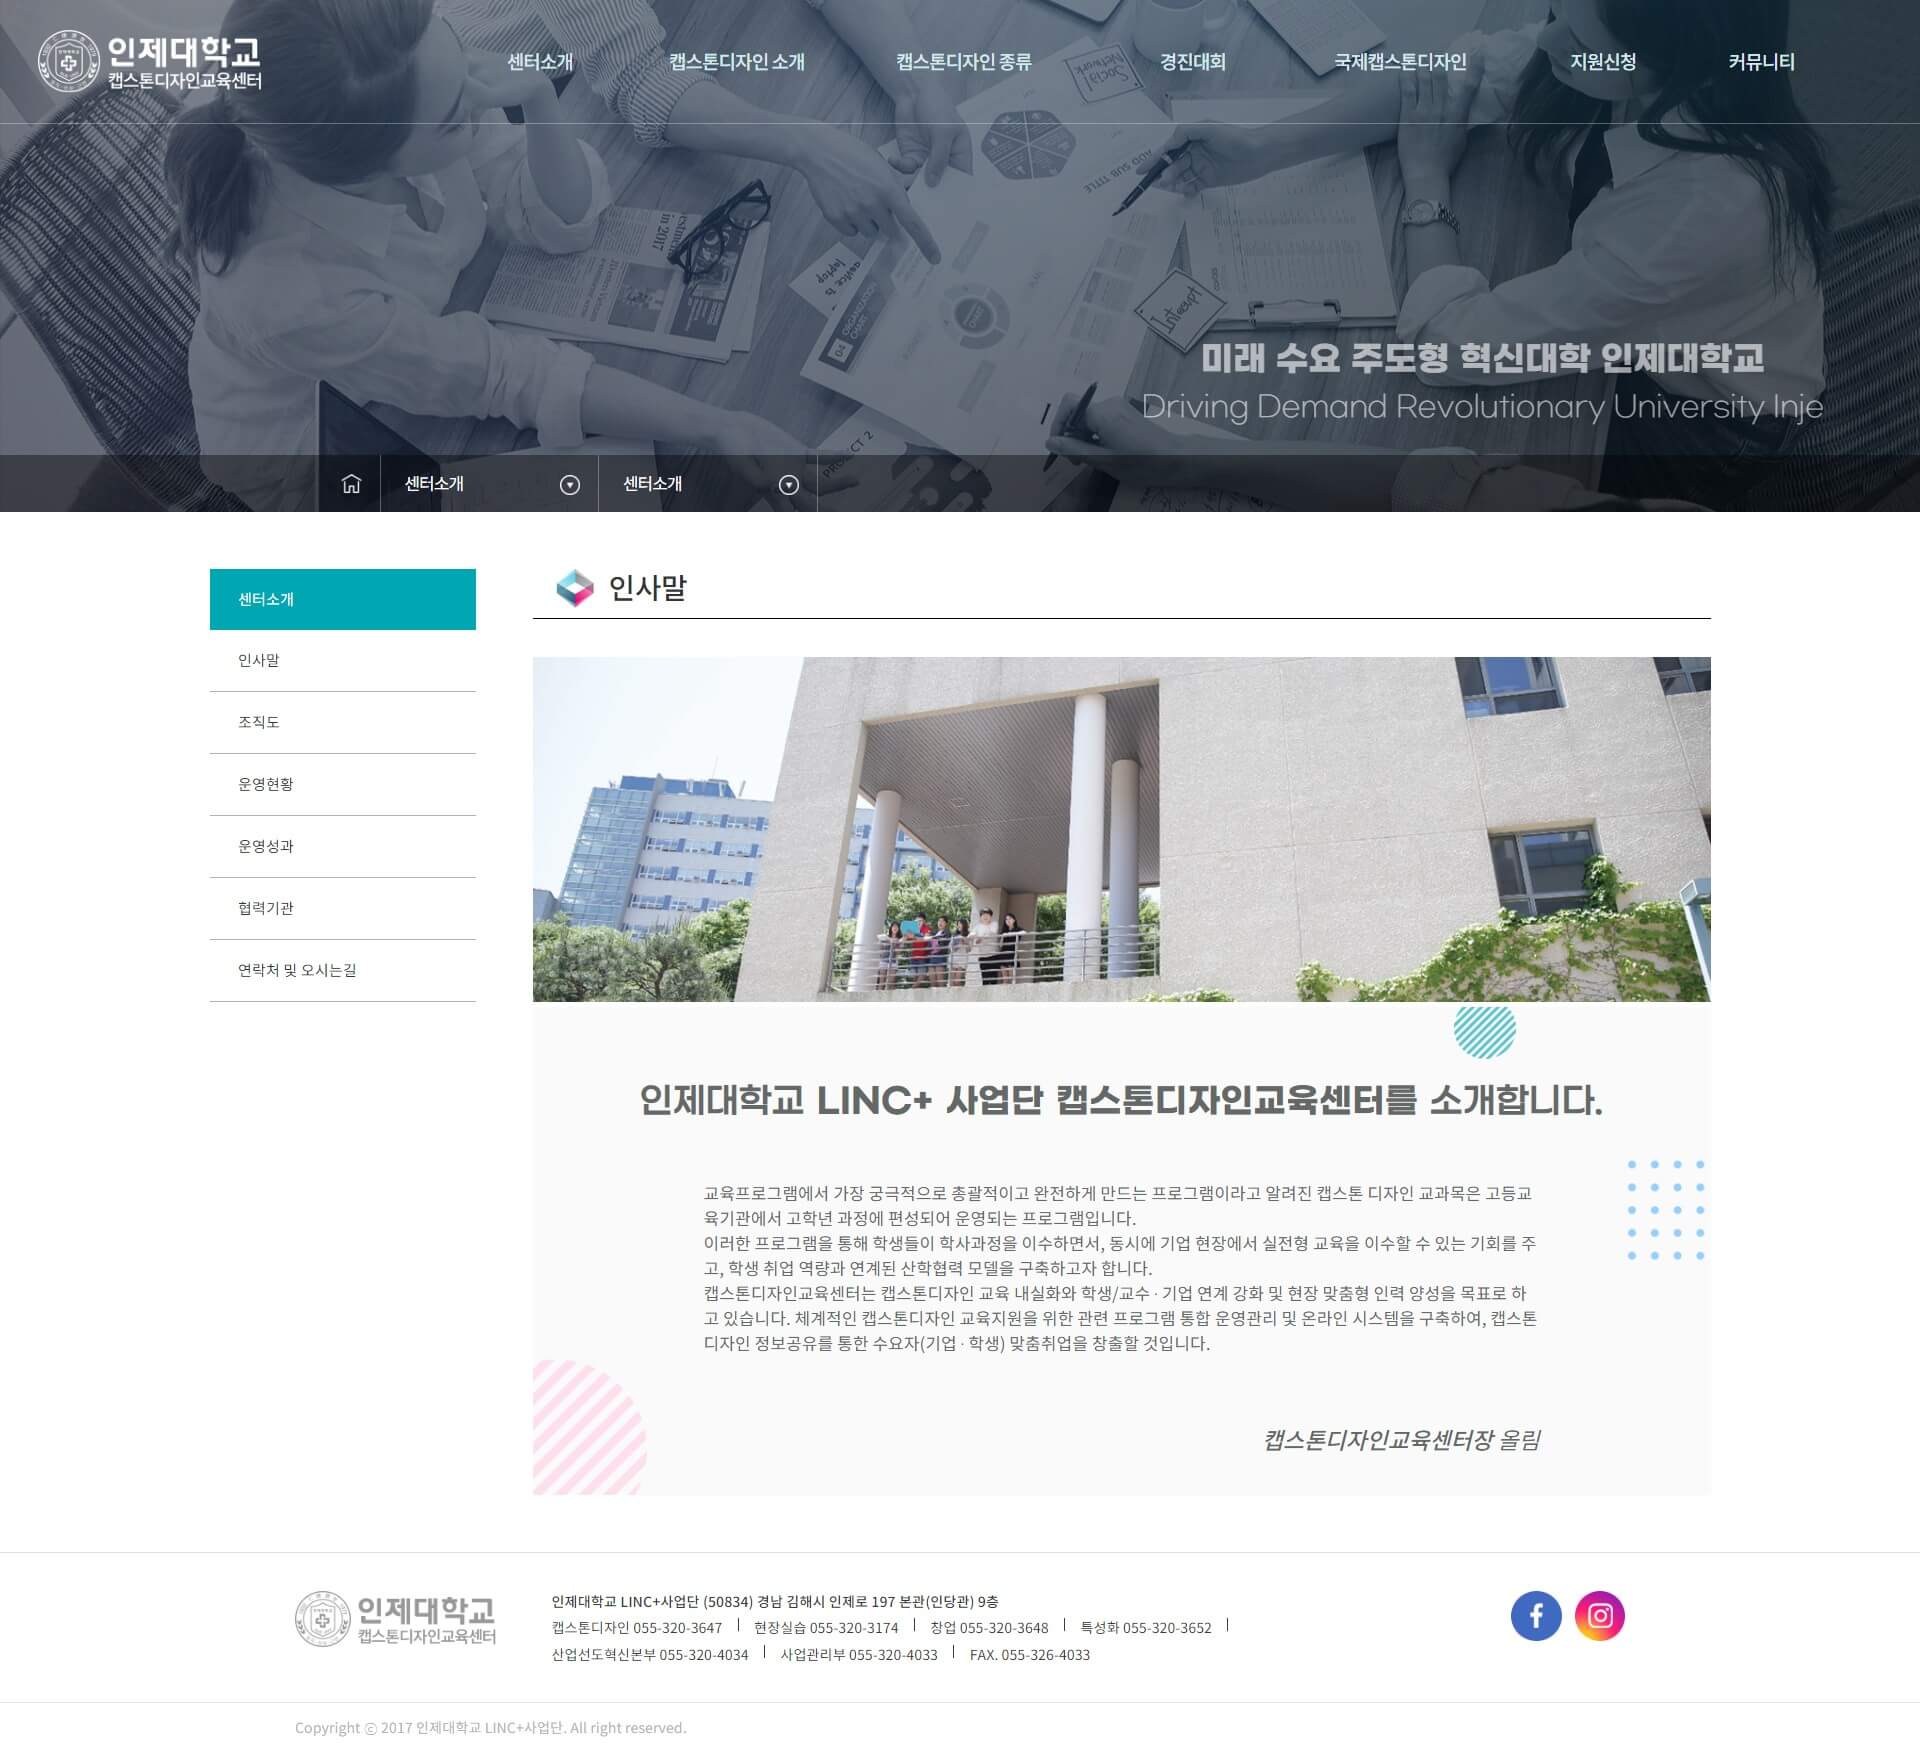 인제대학교
캡스톤디자인교육센터
센터소개
캡스톤디자인 소개
캡스톤디자인 종류
경진대회
국제캡스톤디자인
지원신청
커뮤니티
Social
Network
ADD SUB TITLE
in 2017
laptop
device is
ORGANIZATION
CHART
04
Interrupt
PROJECT 2
미래 수요 주도형 혁신대학 인제대학교
Driving Demand Revolutionary University Inje
센터소개
센터소개
센터소개
인사말
조직도
운영현황
운영성과
협력기관
연락처 및 오시는길
인사말
인제대학교 LINC+ 사업단 캡스톤디자인교육센터를 소개합니다.
교육프로그램에서 가장 궁극적으로 총괄적이고 완전하게 만드는 프로그램이라고 알려진 캡스톤 디자인 교과목은 고등교
육기관에서 고학년 과정에 편성되어 운영되는 프로그램입니다.
이러한 프로그램을 통해 학생들이 학사과정을 이수하면서, 동시에 기업 현장에서 실전형 교육을 이수할 수 있는 기회를 주
고, 학생 취업 역량과 연계된 산학협력 모델을 구축하고자 합니다.
캡스톤디자인교육센터는 캡스톤디자인 교육 내실화와 학생/교수 · 기업 연계 강화 및 현장 맞춤형 인력 양성을 목표로 하
고 있습니다. 체계적인 캡스톤디자인 교육지원을 위한 관련 프로그램 통합 운영관리 및 온라인 시스템을 구축하여, 캡스톤
디자인 정보공유를 통한 수요자(기업 · 학생) 맞춤취업을 창출할 것입니다.
캡스톤디자인교육센터장 올림
인제대학교
캡스톤디자인교육센터
인제대학교 LINC+사업단 (50834) 경남 김해시 인제로 197 본관(인당관) 9층
캡스톤디자인 055-320-3647 | 현장실습 055-320-3174 | 창업 055-320-3648 | 특성화 055-320-3652 |
산업선도혁신본부 055-320-4034 | 사업관리부 055-320-4033 | FAX. 055-326-4033
Copyright ⓒ 2017 인제대학교 LINC+사업단. All right reserved.